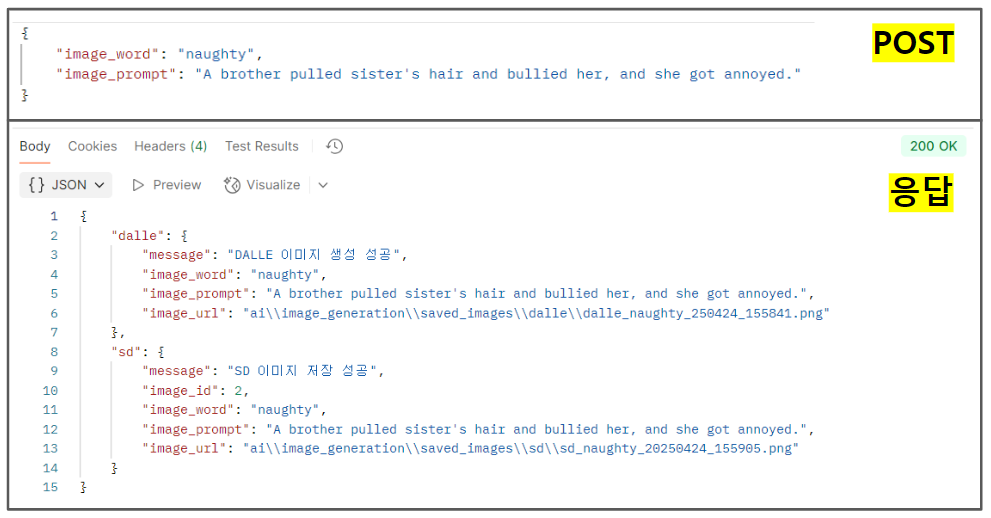 {
    "image_word": "naughty",
    "image_prompt": "A brother pulled sister's hair and bullied her, and she got annoyed."
}
POST
Body Cookies Headers (4) Test Results 200 OK
{} JSON Preview Visualize
응답
1 {
2     "dalle": {
3         "message": "DALLE 이미지 생성 성공",
4         "image_word": "naughty",
5         "image_prompt": "A brother pulled sister's hair and bullied her, and she got annoyed.",
6         "image_url": "ai\\image_generation\\saved_images\\dalle\\dalle_naughty_250424_155841.png"
7     },
8     "sd": {
9         "message": "SD 이미지 저장 성공",
10         "image_id": 2,
11         "image_word": "naughty",
12         "image_prompt": "A brother pulled sister's hair and bullied her, and she got annoyed.",
13         "image_url": "ai\\image_generation\\saved_images\\sd\\sd_naughty_20250424_155905.png"
14     }
15 }